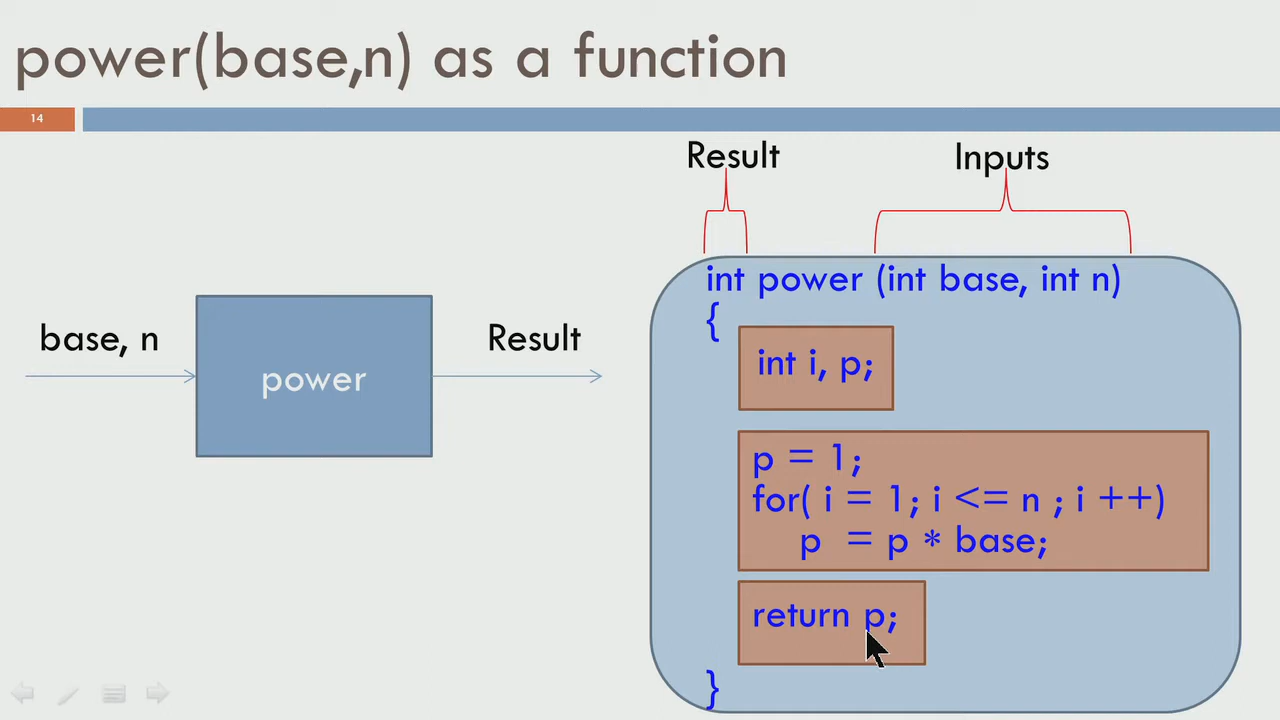 power(base,n) as a function
14
Result
Inputs
base, n
power
Result
int power (int base, int n)
{
int i, p;
p = 1;
for( i = 1; i <= n ; i ++)
p = p * base;
return p;
}